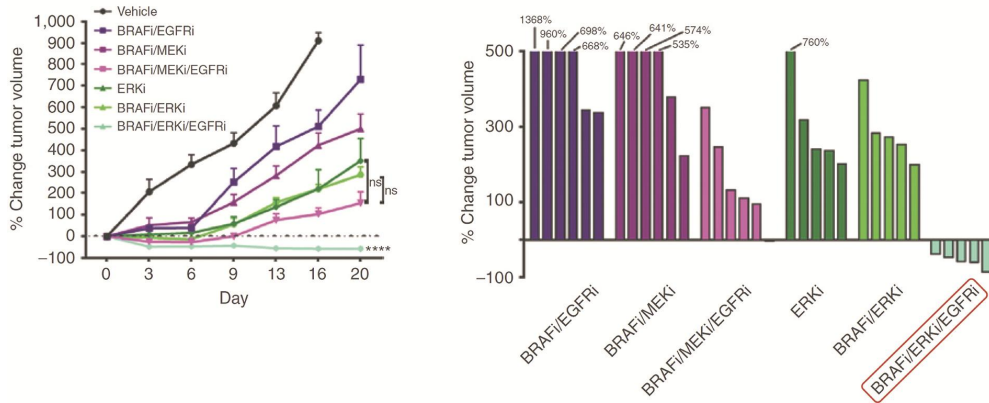 % Change tumor volume
1,000
900
800
700
600
500
400
300
200
100
0
−100
Vehicle
BRAFi/EGFRi
BRAFi/MEKi
BRAFi/MEKi/EGFRi
ERKi
BRAFi/ERKi
BRAFi/ERKi/EGFRi
ns
ns
****
0 3 6 9 13 16 20
Day
% Change tumor volume
500
300
100
−100
1368%
960%
698%
668%
646%
641%
574%
535%
760%
BRAFi/EGFRi
BRAFi/MEKi
BRAFi/MEKi/EGFRi
ERKi
BRAFi/ERKi
BRAFi/ERKi/EGFRi